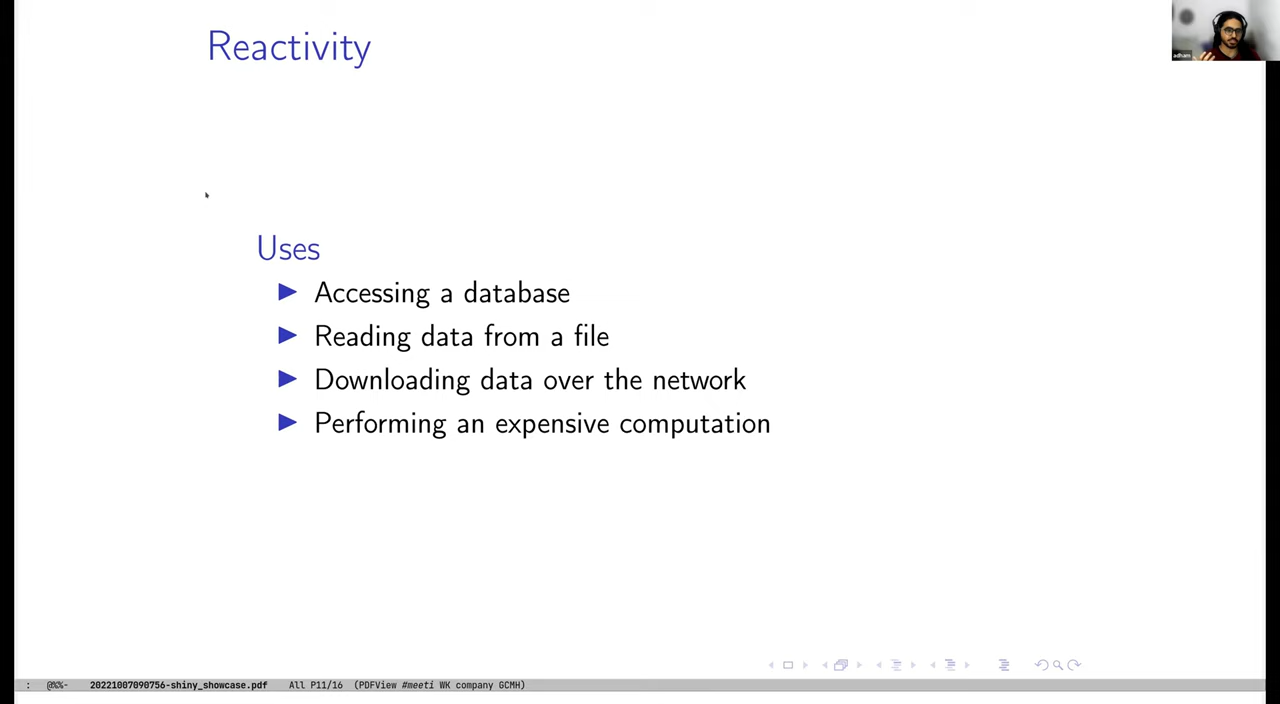 Reactivity
adham
Uses
Accessing a database
Reading data from a file
Downloading data over the network
Performing an expensive computation
: @%%- 20221007090756-shiny_showcase.pdf All P11/16 (PDFView #meeti WK company GCMH)